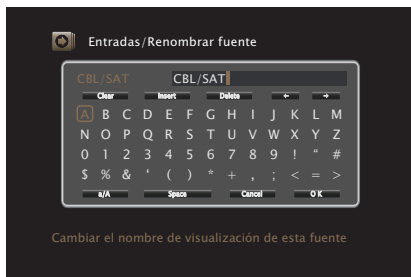 Entradas/Renombrar fuente
CBL/SAT CBL/SAT
Clear Insert Delete ← →
A B C D E F G H I J K L M
N O P Q R S T U V W X Y Z
0 1 2 3 4 5 6 7 8 9 ! “ #
$ % & ‘ ( ) * + , ; < = >
a/A Space Cancel OK
Cambiar el nombre de visualización de esta fuente